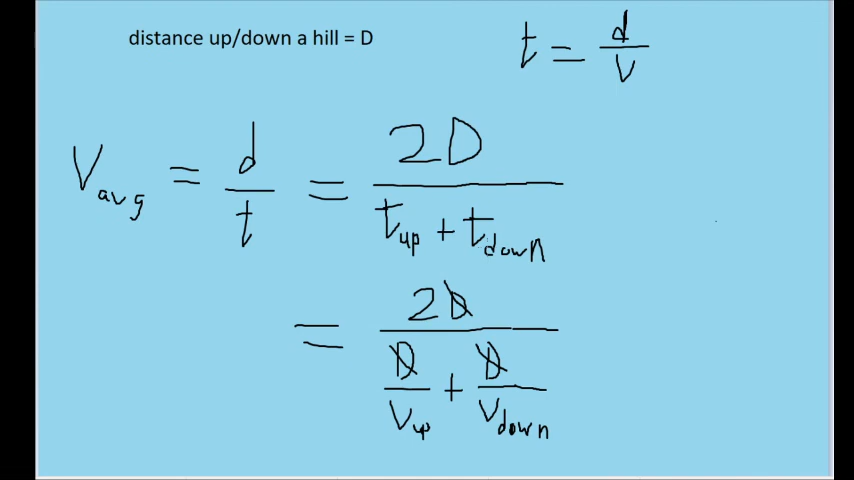 distance up/down a hill = D
t = d/v
V_avg = d/t = 2D/(t_up + t_down)
= 2D/(D/V_up + D/V_down)